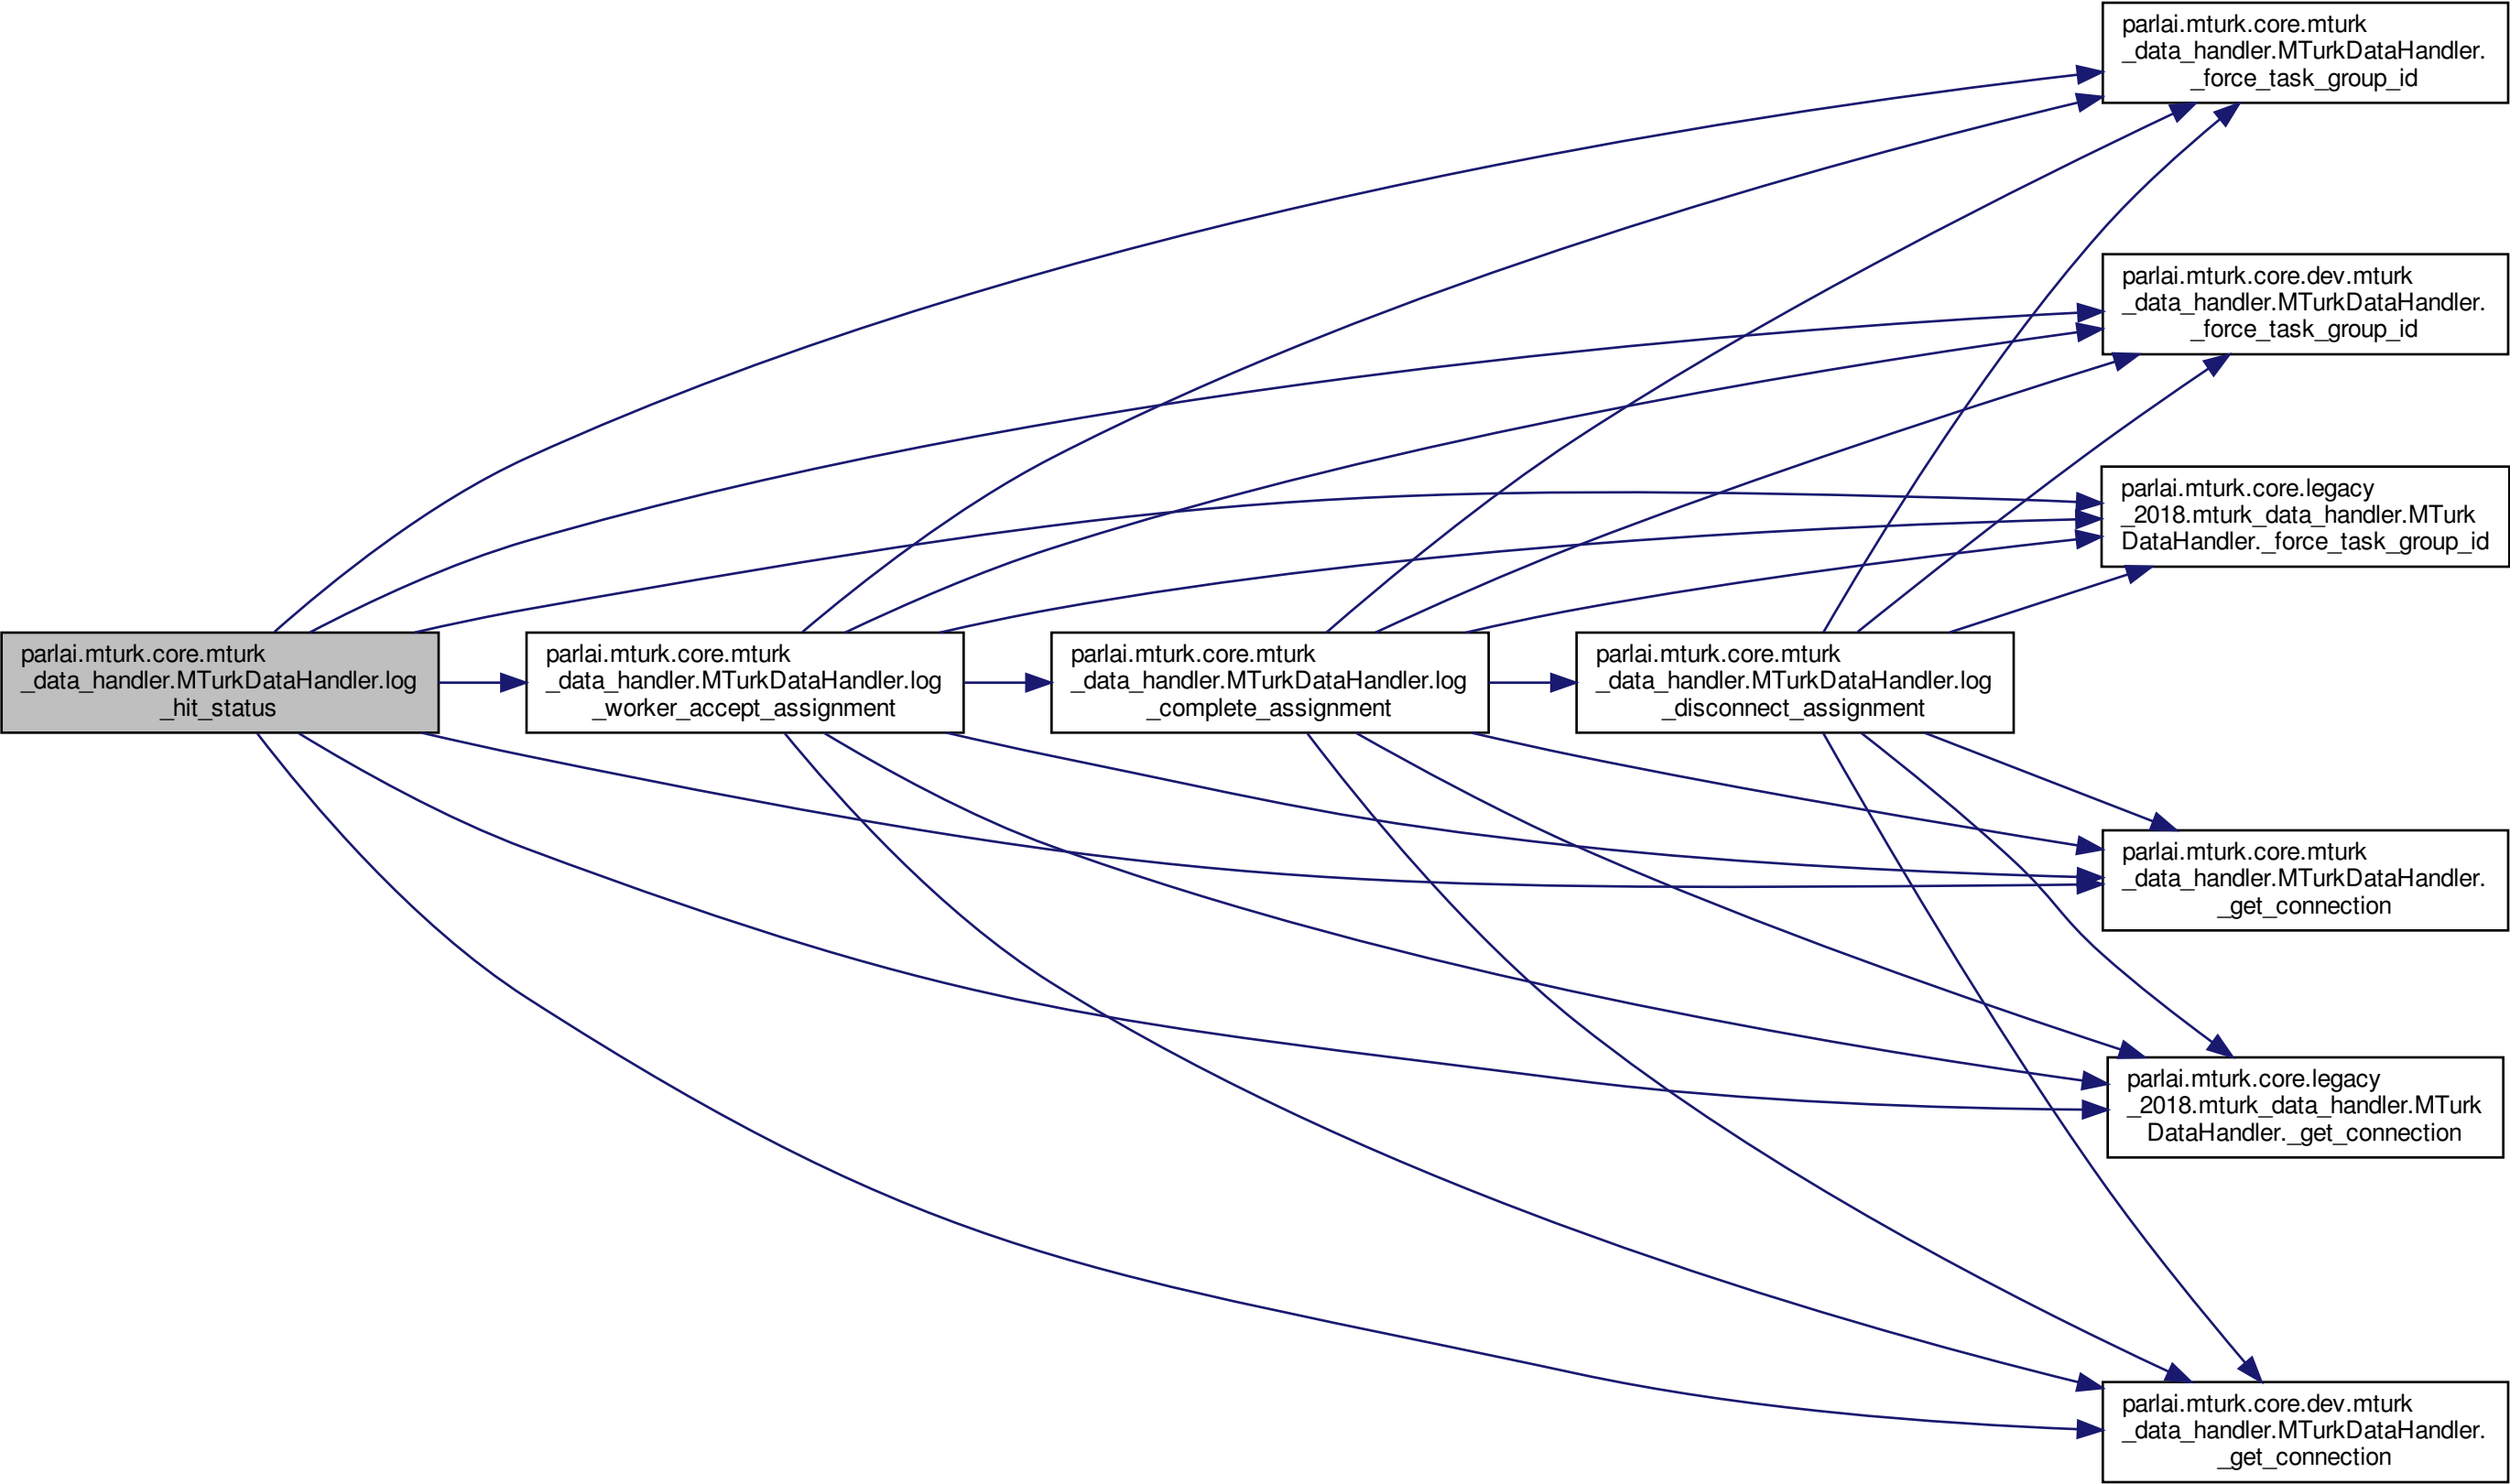 parlai.mturk.core.mturk
_data_handler.MTurkDataHandler.
_force_task_group_id
parlai.mturk.core.dev.mturk
_data_handler.MTurkDataHandler.
_force_task_group_id
parlai.mturk.core.legacy
_2018.mturk_data_handler.MTurk
DataHandler._force_task_group_id
parlai.mturk.core.mturk
_data_handler.MTurkDataHandler.log
_hit_status
parlai.mturk.core.mturk
_data_handler.MTurkDataHandler.log
_worker_accept_assignment
parlai.mturk.core.mturk
_data_handler.MTurkDataHandler.log
_complete_assignment
parlai.mturk.core.mturk
_data_handler.MTurkDataHandler.log
_disconnect_assignment
parlai.mturk.core.mturk
_data_handler.MTurkDataHandler.
_get_connection
parlai.mturk.core.legacy
_2018.mturk_data_handler.MTurk
DataHandler._get_connection
parlai.mturk.core.dev.mturk
_data_handler.MTurkDataHandler.
_get_connection